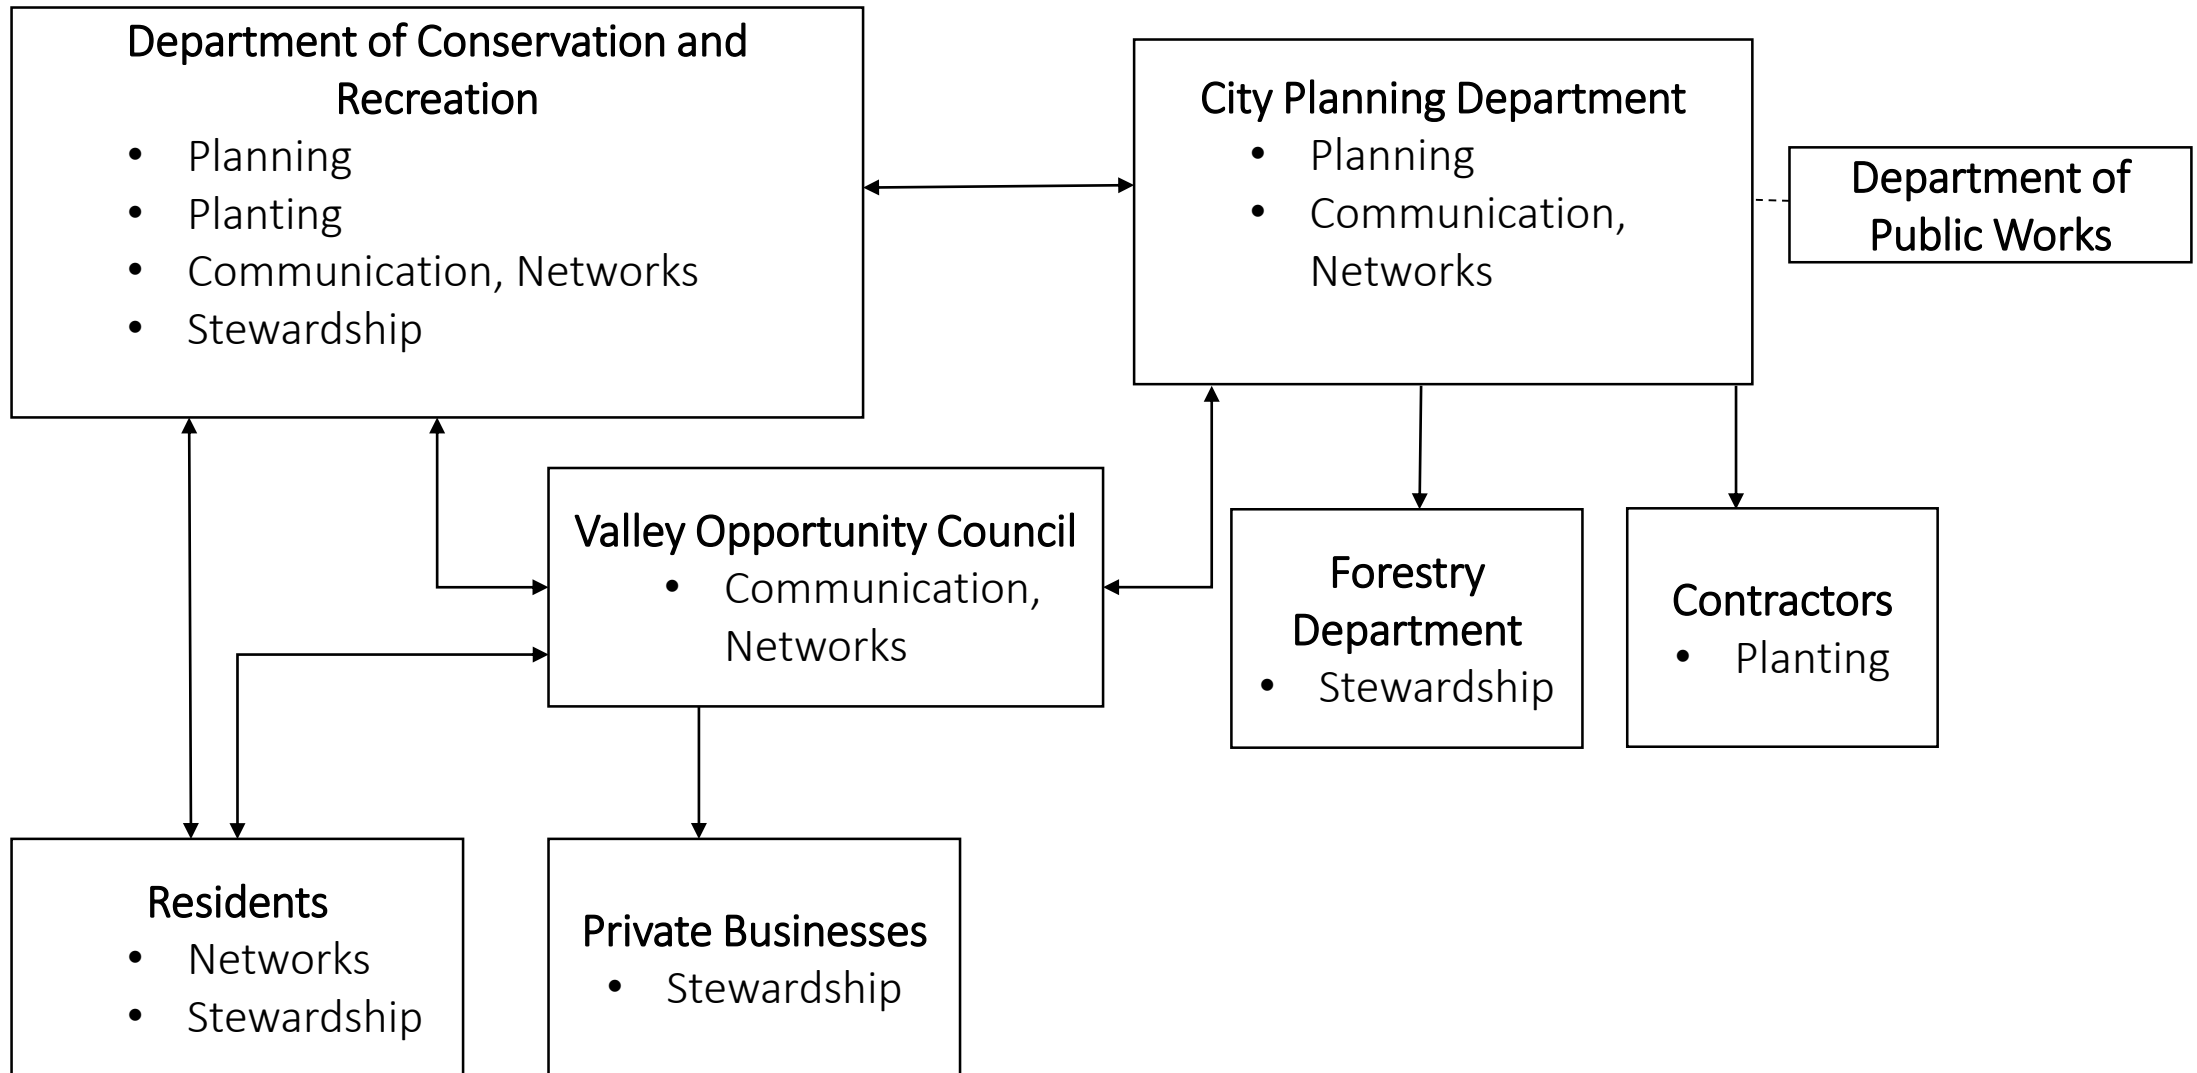 Department of Conservation and
Recreation
• Planning
• Planting
• Communication, Networks
• Stewardship
City Planning Department
• Planning
• Communication,
Networks
Department of
Public Works
Valley Opportunity Council
• Communication,
Networks
Forestry
Department
• Stewardship
Contractors
• Planting
Residents
• Networks
• Stewardship
Private Businesses
• Stewardship